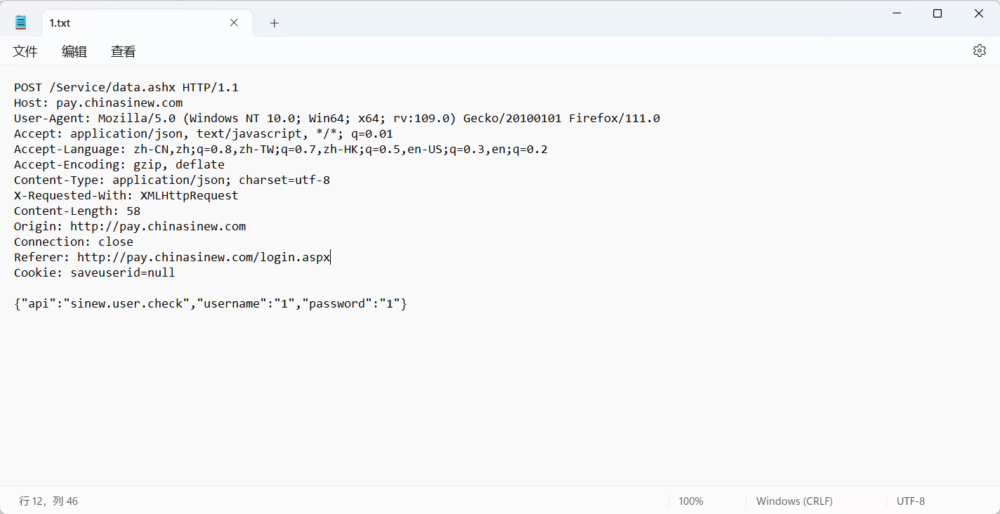 1.txt
文件 编辑 查看
POST /Service/data.ashx HTTP/1.1
Host: pay.chinasinew.com
User-Agent: Mozilla/5.0 (Windows NT 10.0; Win64; x64; rv:109.0) Gecko/20100101 Firefox/111.0
Accept: application/json, text/javascript, */*; q=0.01
Accept-Language: zh-CN,zh;q=0.8,zh-TW;q=0.7,zh-HK;q=0.5,en-US;q=0.3,en;q=0.2
Accept-Encoding: gzip, deflate
Content-Type: application/json; charset=utf-8
X-Requested-With: XMLHttpRequest
Content-Length: 58
Origin: http://pay.chinasinew.com
Connection: close
Referer: http://pay.chinasinew.com/login.aspx
Cookie: saveuserid=null

{"api":"sinew.user.check","username":"1","password":"1"}
行 12，列 46 100% Windows (CRLF) UTF-8